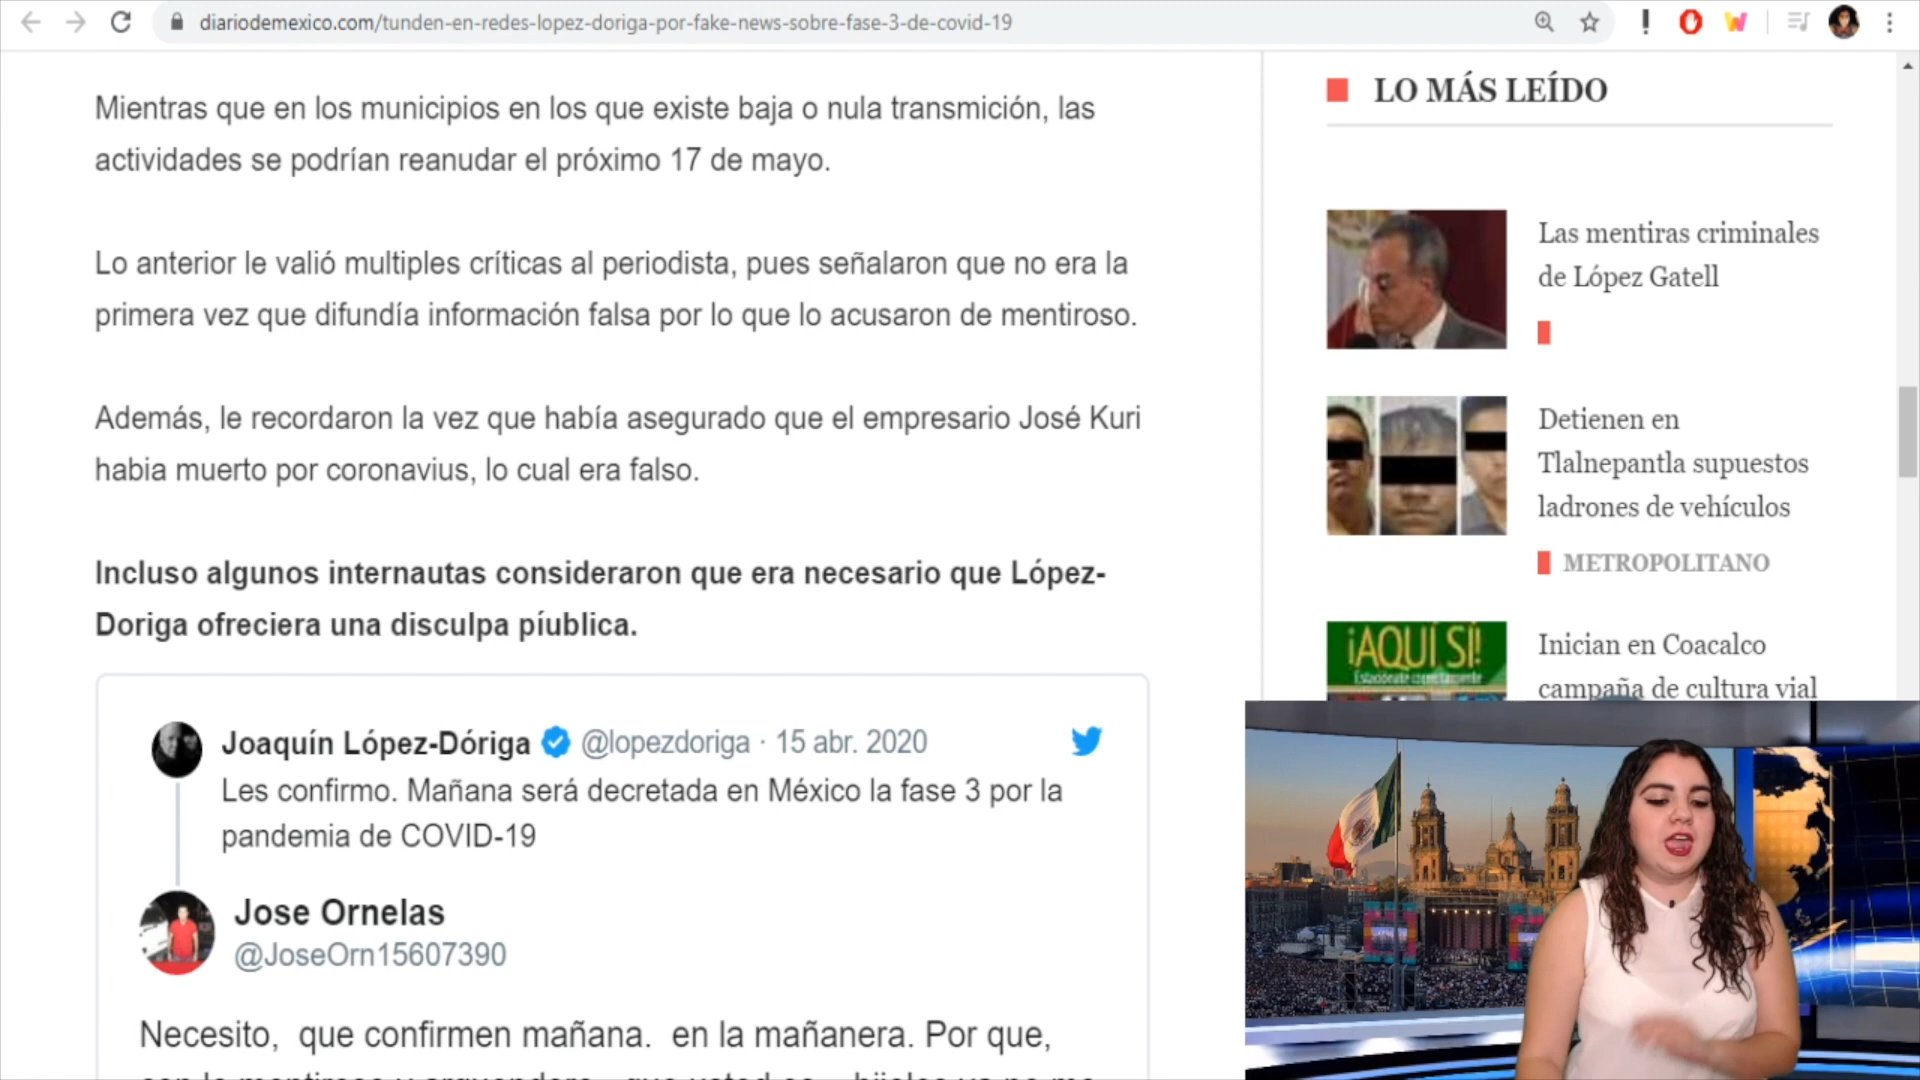 diariodemexico.com/tunden-en-redes-lopez-doriga-por-fake-news-sobre-fase-3-de-covid-19
Mientras que en los municipios en los que existe baja o nula transmición, las
actividades se podrían reanudar el próximo 17 de mayo.
Lo anterior le valió multiples críticas al periodista, pues señalaron que no era la
primera vez que difundía información falsa por lo que lo acusaron de mentiroso.
Además, le recordaron la vez que había asegurado que el empresario José Kuri
habia muerto por coronavius, lo cual era falso.
Incluso algunos internautas consideraron que era necesario que López-
Doriga ofreciera una disculpa píublica.
Joaquín López-Dóriga @lopezdoriga · 15 abr. 2020
Les confirmo. Mañana será decretada en México la fase 3 por la
pandemia de COVID-19
Jose Ornelas
@JoseOrn15607390
Necesito, que confirmen mañana. en la mañanera. Por que,
LO MÁS LEÍDO
Las mentiras criminales
de López Gatell
Detienen en
Tlalnepantla supuestos
ladrones de vehículos
METROPOLITANO
¡AQUÍ SÍ!
Estaciónate correctamente
Inician en Coacalco
campaña de cultura vial